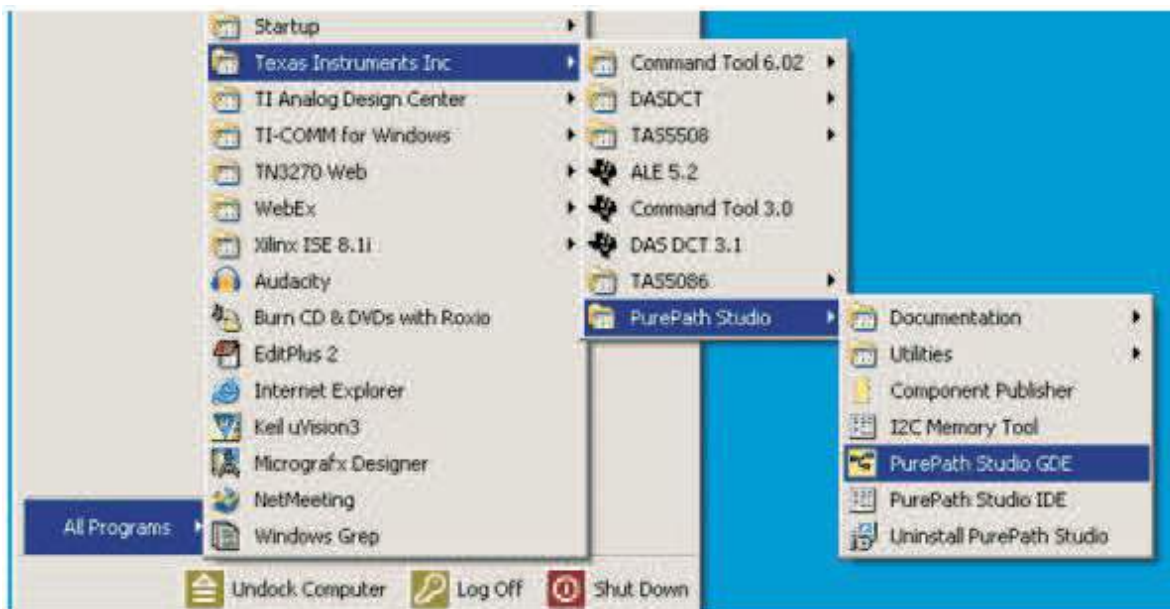 Startup
Texas Instruments Inc
TI Analog Design Center
TI-COMM for Windows
TN3270 Web
WebEx
Xilinx ISE 8.1i
Audacity
Burn CD & DVDs with Roxio
EditPlus 2
Internet Explorer
Keil uVision3
Micrografx Designer
NetMeeting
Windows Grep
All Programs
Undock Computer
Log Off
Shut Down
Command Tool 6.02
DASDCT
TAS5508
ALE 5.2
Command Tool 3.0
DAS DCT 3.1
TAS5086
PurePath Studio
Documentation
Utilities
Component Publisher
I2C Memory Tool
PurePath Studio GDE
PurePath Studio IDE
Uninstall PurePath Studio